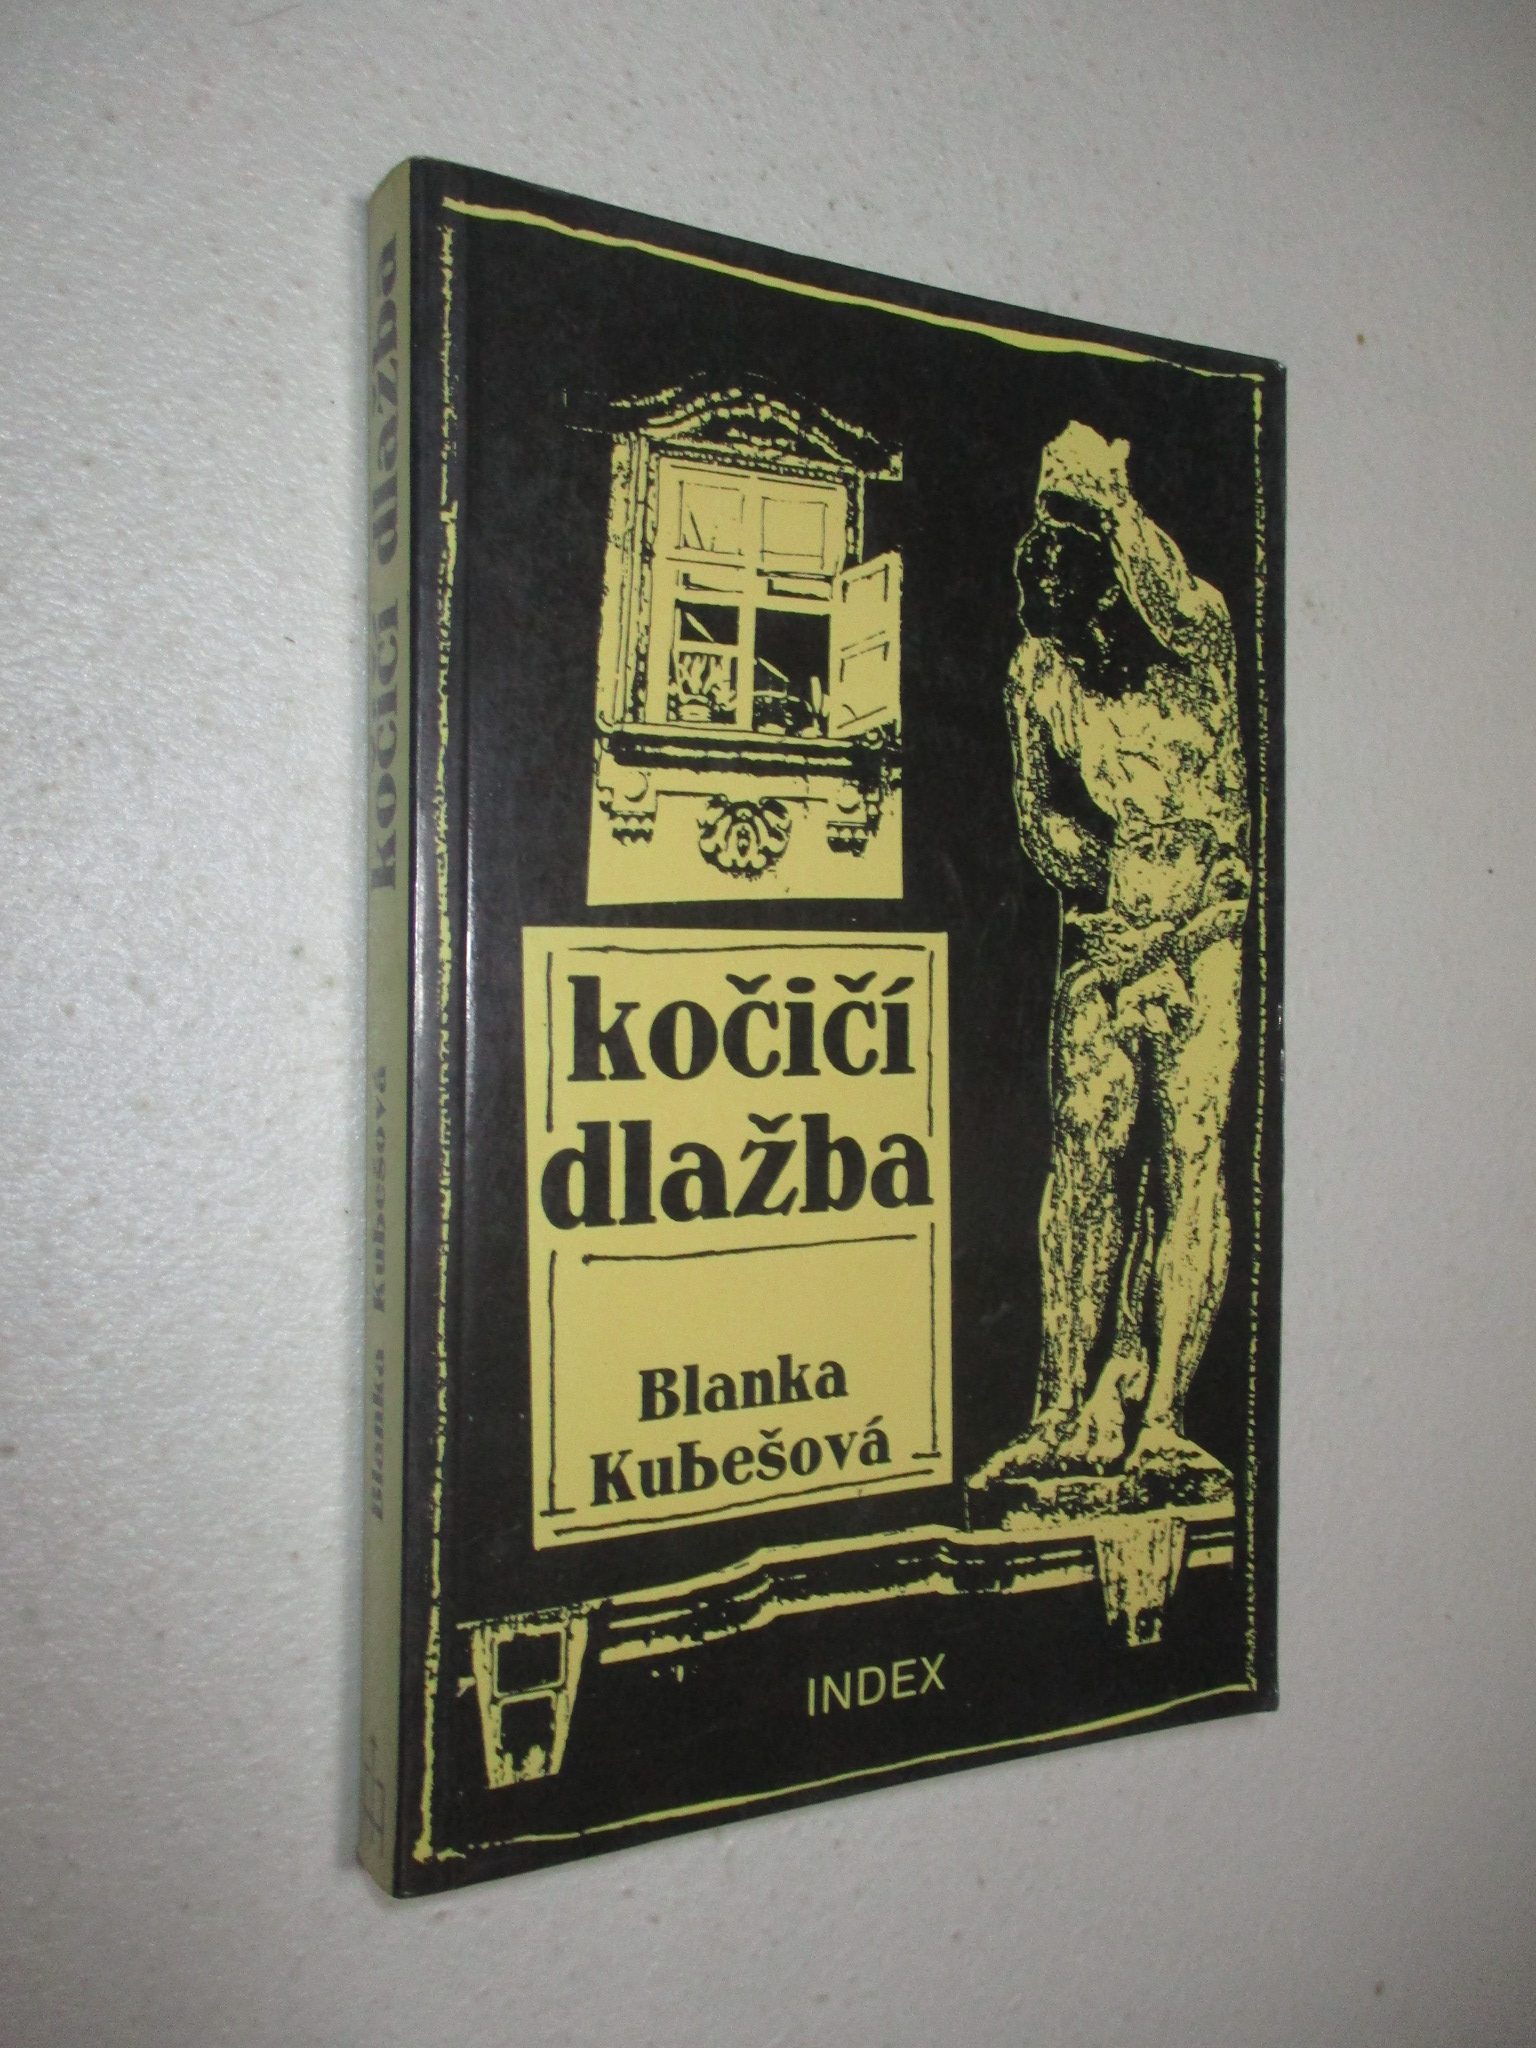 kočičí dlažba
Blanka Kubešová
kočičí
dlažba
Blanka
Kubešová
INDEX